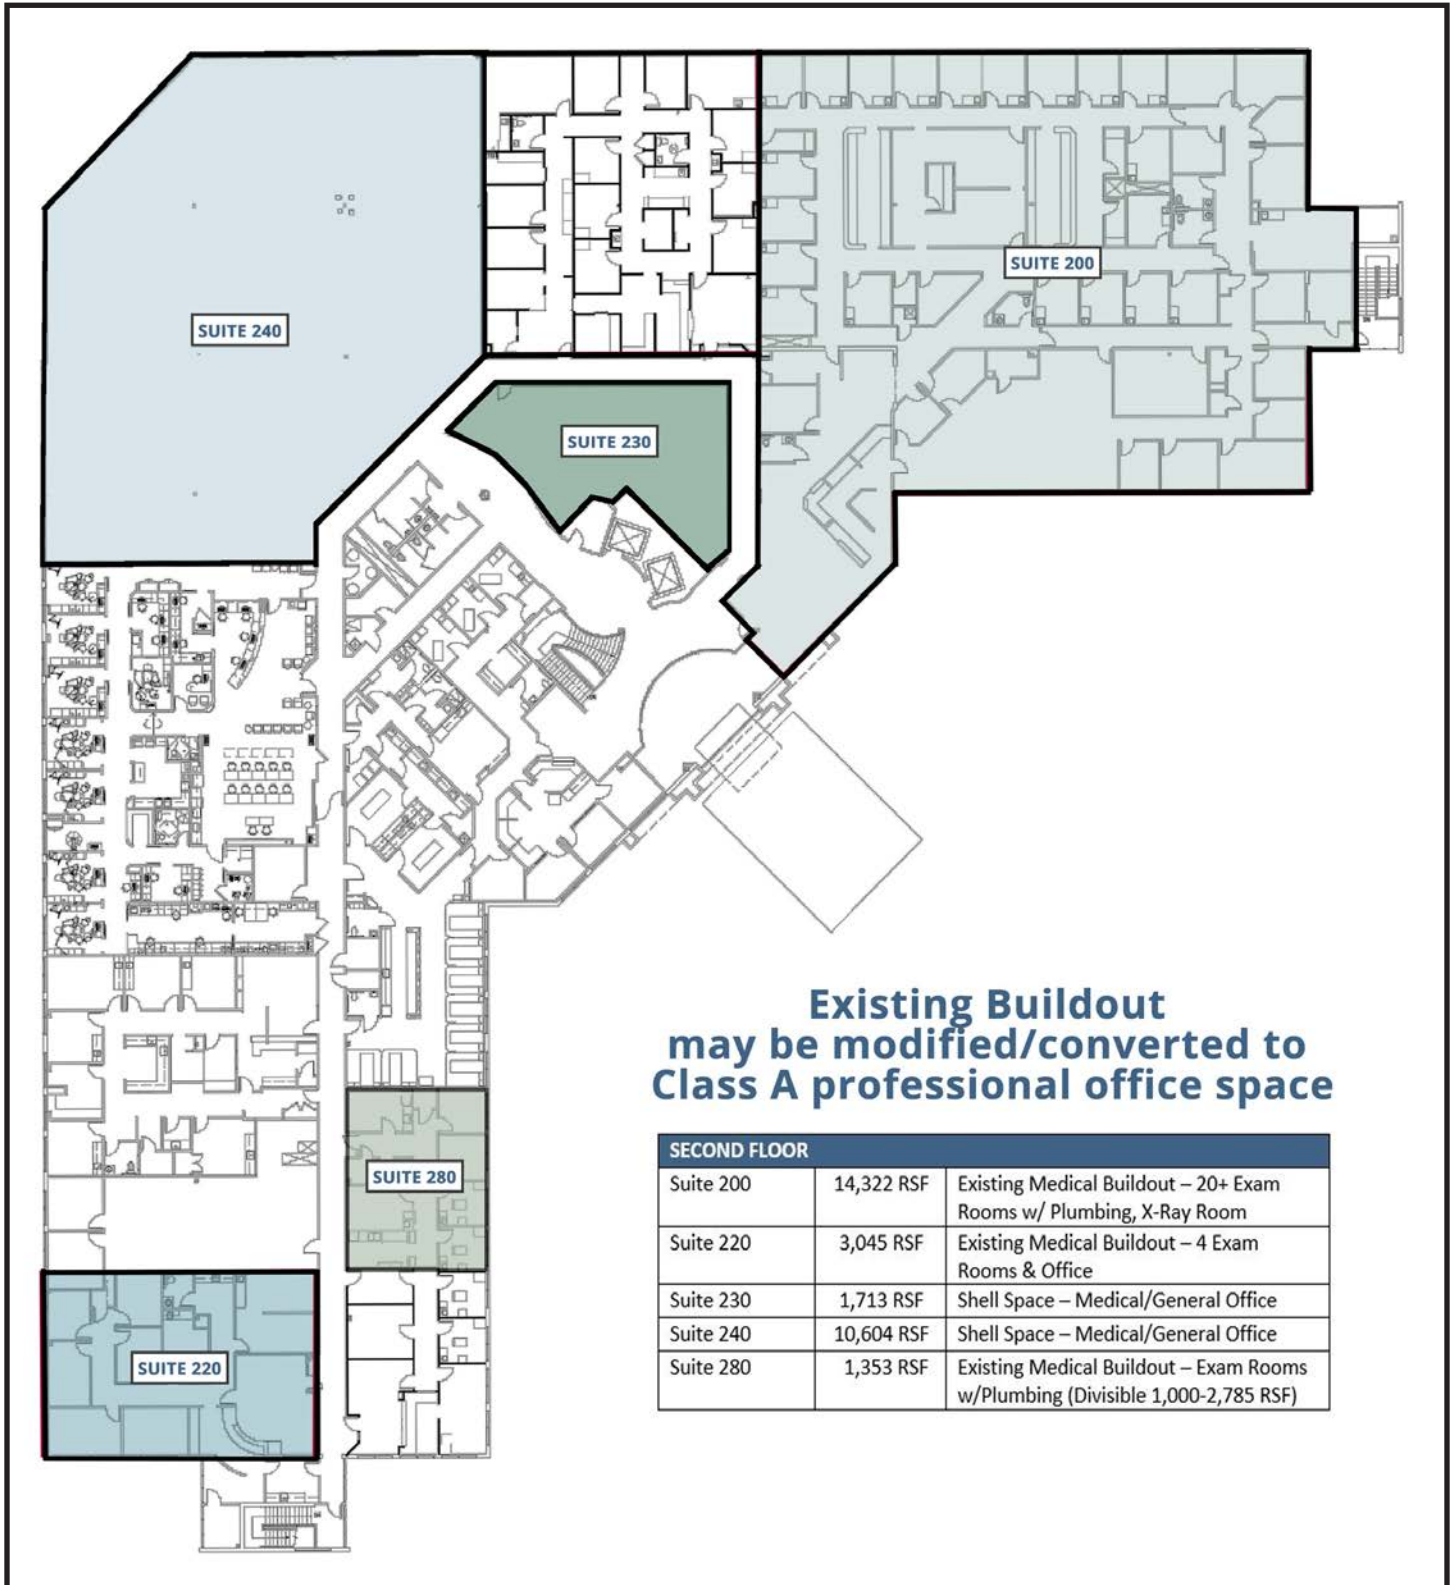 SUITE 200
SUITE 240
SUITE 230
Existing Buildout
may be modified/converted to
Class A professional office space
SECOND FLOOR
Suite 200 14,322 RSF Existing Medical Buildout – 20+ Exam
Rooms w/ Plumbing, X-Ray Room
Suite 220 3,045 RSF Existing Medical Buildout – 4 Exam
Rooms & Office
Suite 230 1,713 RSF Shell Space – Medical/General Office
Suite 240 10,604 RSF Shell Space – Medical/General Office
Suite 280 1,353 RSF Existing Medical Buildout – Exam Rooms
w/Plumbing (Divisible 1,000-2,785 RSF)
SUITE 280
SUITE 220